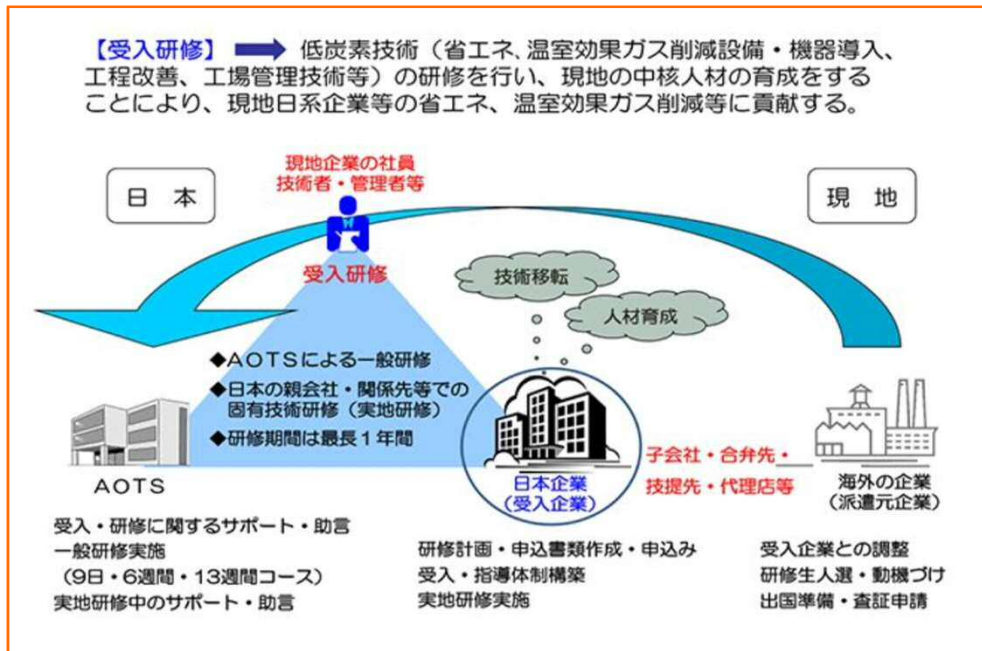 【受入研修】 低炭素技術（省エネ、温室効果ガス削減設備・機器導入、
工程改善、工場管理技術等）の研修を行い、現地の中核人材の育成をする
ことにより、現地日系企業等の省エネ、温室効果ガス削減等に貢献する。
日 本
現地企業の社員
技術者・管理者等
現 地
受入研修
技術移転
人材育成
◆AOTSによる一般研修
◆日本の親会社・関係先等での
固有技術研修（実地研修）
◆研修期間は最長１年間
AOTS
日本企業
（受入企業）
子会社・合弁先・
技提先・代理店等
海外の企業
（派遣元企業）
受入・研修に関するサポート・助言
一般研修実施
（9日・6週間・13週間コース）
実地研修中のサポート・助言
研修計画・申込書類作成・申込み
受入・指導体制構築
実地研修実施
受入企業との調整
研修生人選・動機づけ
出国準備・査証申請